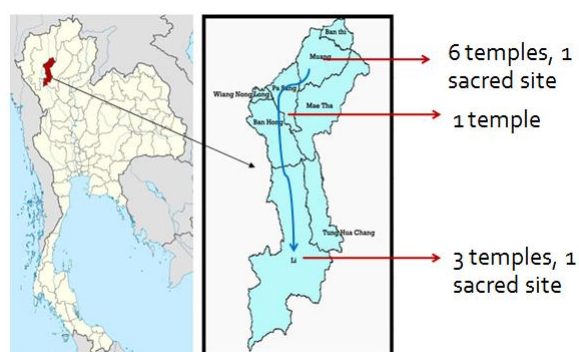 Ban thi
Muang
Pa Sang
Wiang Nong Long
Mae Tha
Ban Hong
Tung Hua Chang
Li
6 temples, 1
sacred site
1 temple
3 temples, 1
sacred site